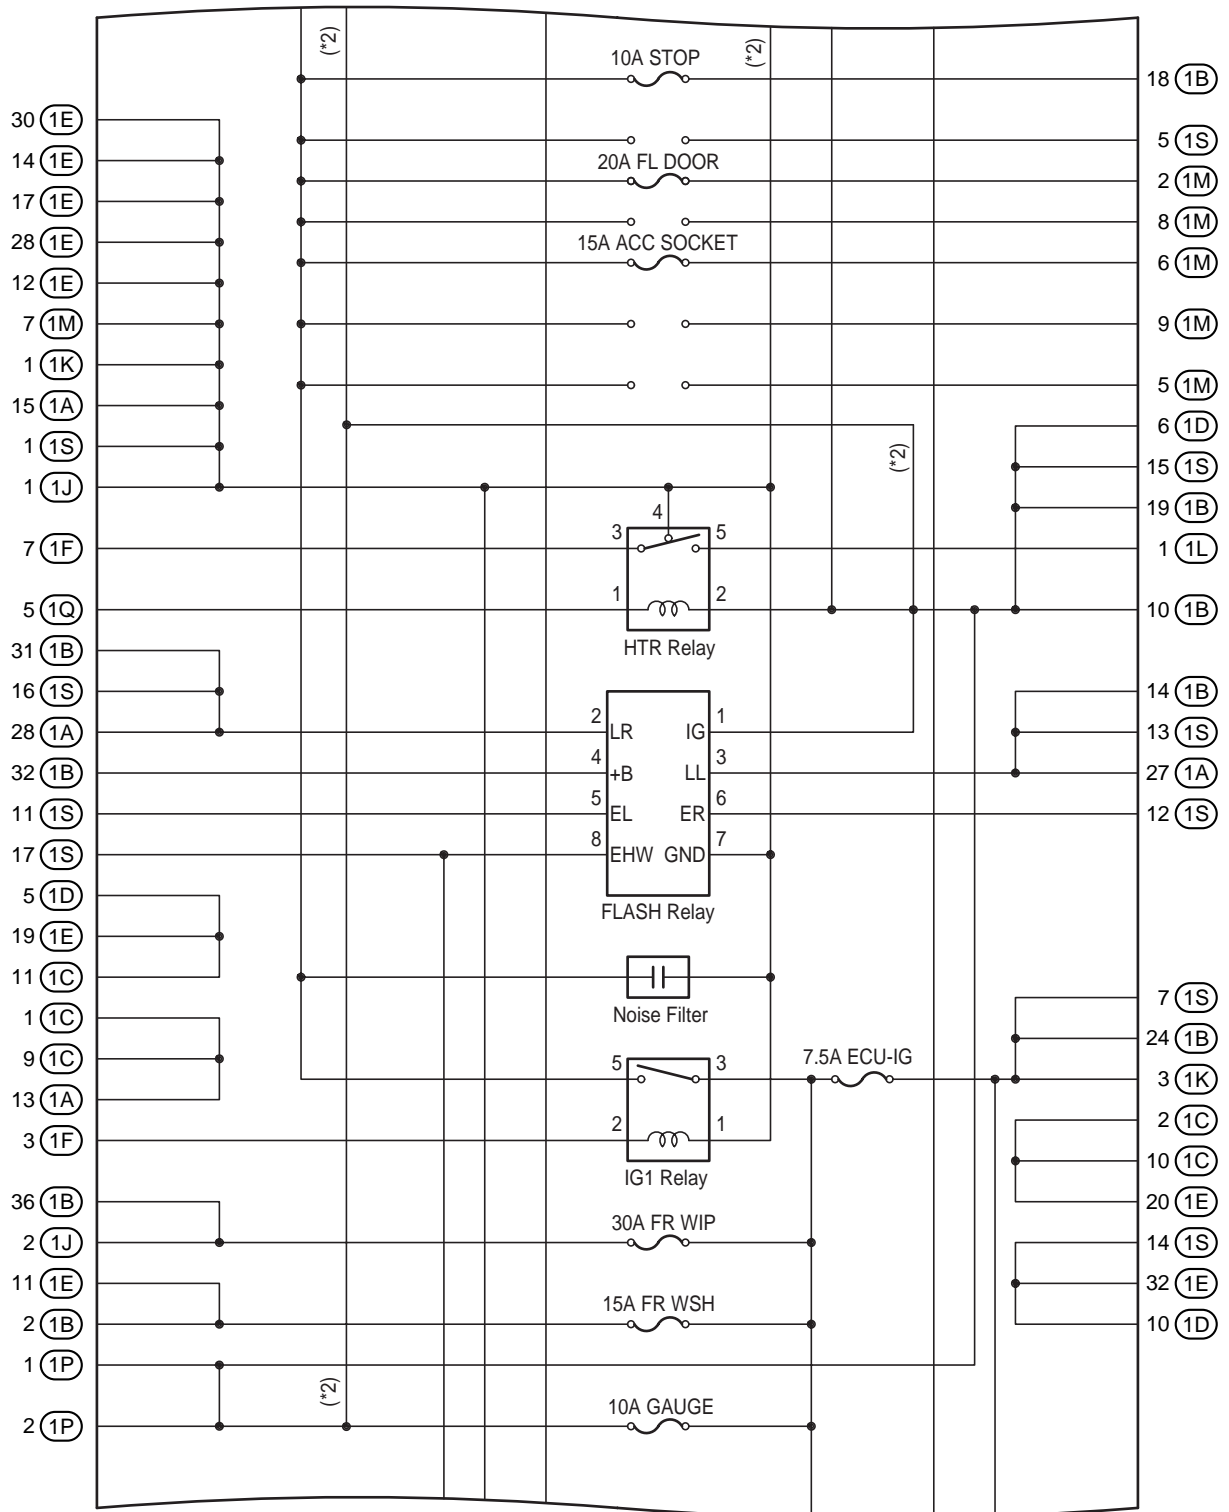 (*2)
(*2)
10A STOP
18 1B
30 1E
5 1S
14 1E
20A FL DOOR
2 1M
17 1E
8 1M
28 1E
15A ACC SOCKET
6 1M
12 1E
7 1M
9 1M
1 1K
5 1M
15 1A
6 1D
1 1S
(*2)
15 1S
1 1J
4
19 1B
7 1F
3
5
1 1L
5 1Q
1
2
10 1B
HTR Relay
31 1B
16 1S
14 1B
28 1A
2
LR
IG
1
13 1S
32 1B
4
+B
LL
3
27 1A
11 1S
5
EL
ER
6
12 1S
17 1S
8
EHW
GND
7
5 1D
FLASH Relay
19 1E
11 1C
7 1S
1 1C
Noise Filter
24 1B
9 1C
5
3
7.5A ECU-IG
3 1K
13 1A
2 1C
3 1F
2
1
10 1C
IG1 Relay
36 1B
20 1E
2 1J
30A FR WIP
14 1S
11 1E
32 1E
2 1B
15A FR WSH
10 1D
1 1P
(*2)
2 1P
10A GAUGE